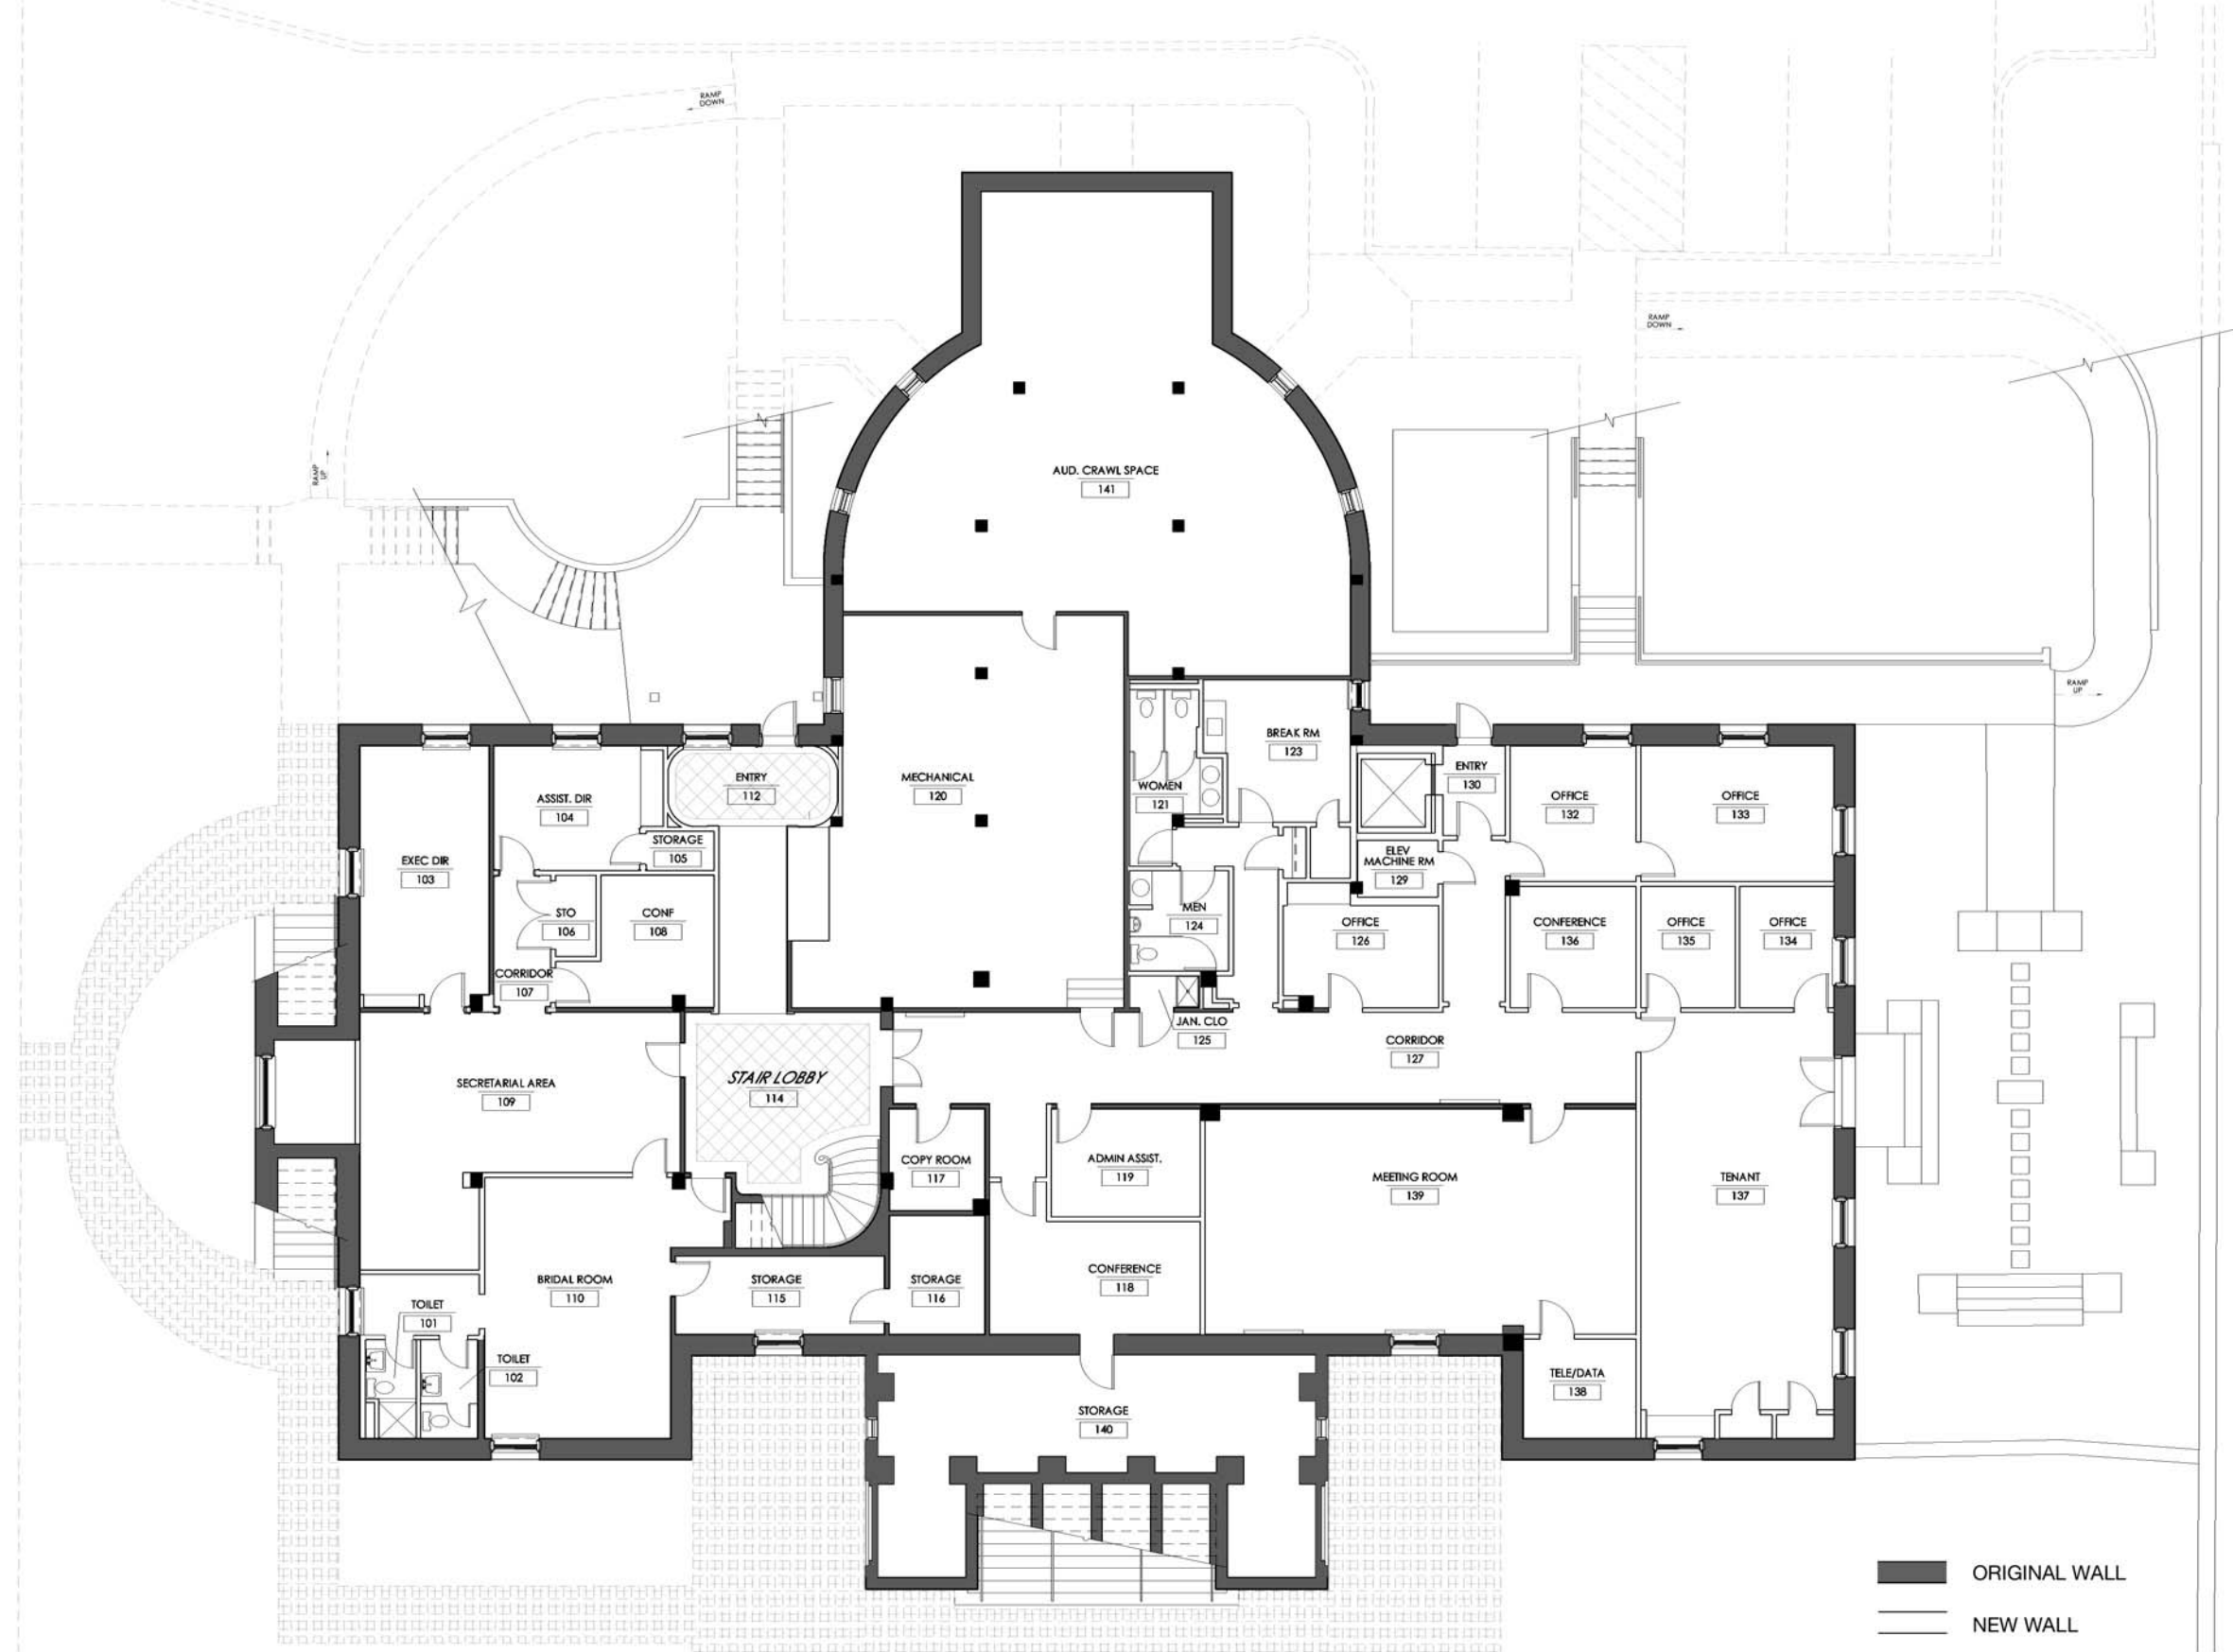 RAMP
DOWN
RAMP
DOWN
RAMP
UP
AUD. CRAWL SPACE
141
RAMP
UP
BREAK RM
123
ENTRY
112
MECHANICAL
120
WOMEN
121
ENTRY
130
ASSIST. DIR
104
OFFICE
132
OFFICE
133
STORAGE
105
EXEC DIR
103
ELEV
MACHINE RM
129
STO
106
CONF
108
MEN
124
OFFICE
126
CONFERENCE
136
OFFICE
135
OFFICE
134
CORRIDOR
107
JAN. CLO
125
CORRIDOR
127
SECRETARIAL AREA
109
STAIR LOBBY
114
COPY ROOM
117
ADMIN ASSIST.
119
MEETING ROOM
139
TENANT
137
BRIDAL ROOM
110
STORAGE
115
STORAGE
116
CONFERENCE
118
TOILET
101
TOILET
102
TELE/DATA
138
STORAGE
140
ORIGINAL WALL
NEW WALL